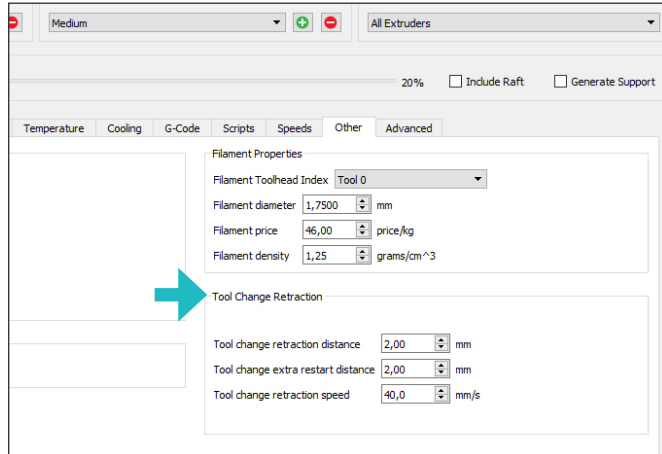 Medium All Extruders
20% Include Raft Generate Support
Temperature Cooling G-Code Scripts Speeds Other Advanced
Filament Properties
Filament Toolhead Index Tool 0
Filament diameter 1,7500 mm
Filament price 46,00 price/kg
Filament density 1,25 grams/cm^3
Tool Change Retraction
Tool change retraction distance 2,00 mm
Tool change extra restart distance 2,00 mm
Tool change retraction speed 40,0 mm/s